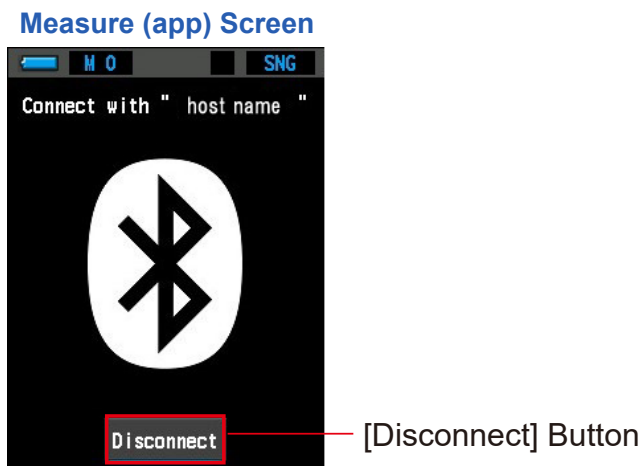 Measure (app) Screen
M 0 SNG
Connect with " host name "
Disconnect
[Disconnect] Button